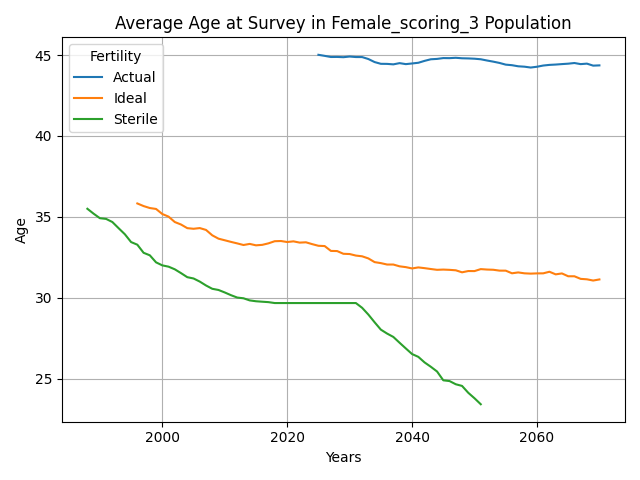 Average Age at Survey in Female_scoring_3 Population
Fertility
Actual
Ideal
Sterile
45
40
35
30
25
Age
2000
2020
2040
2060
Years